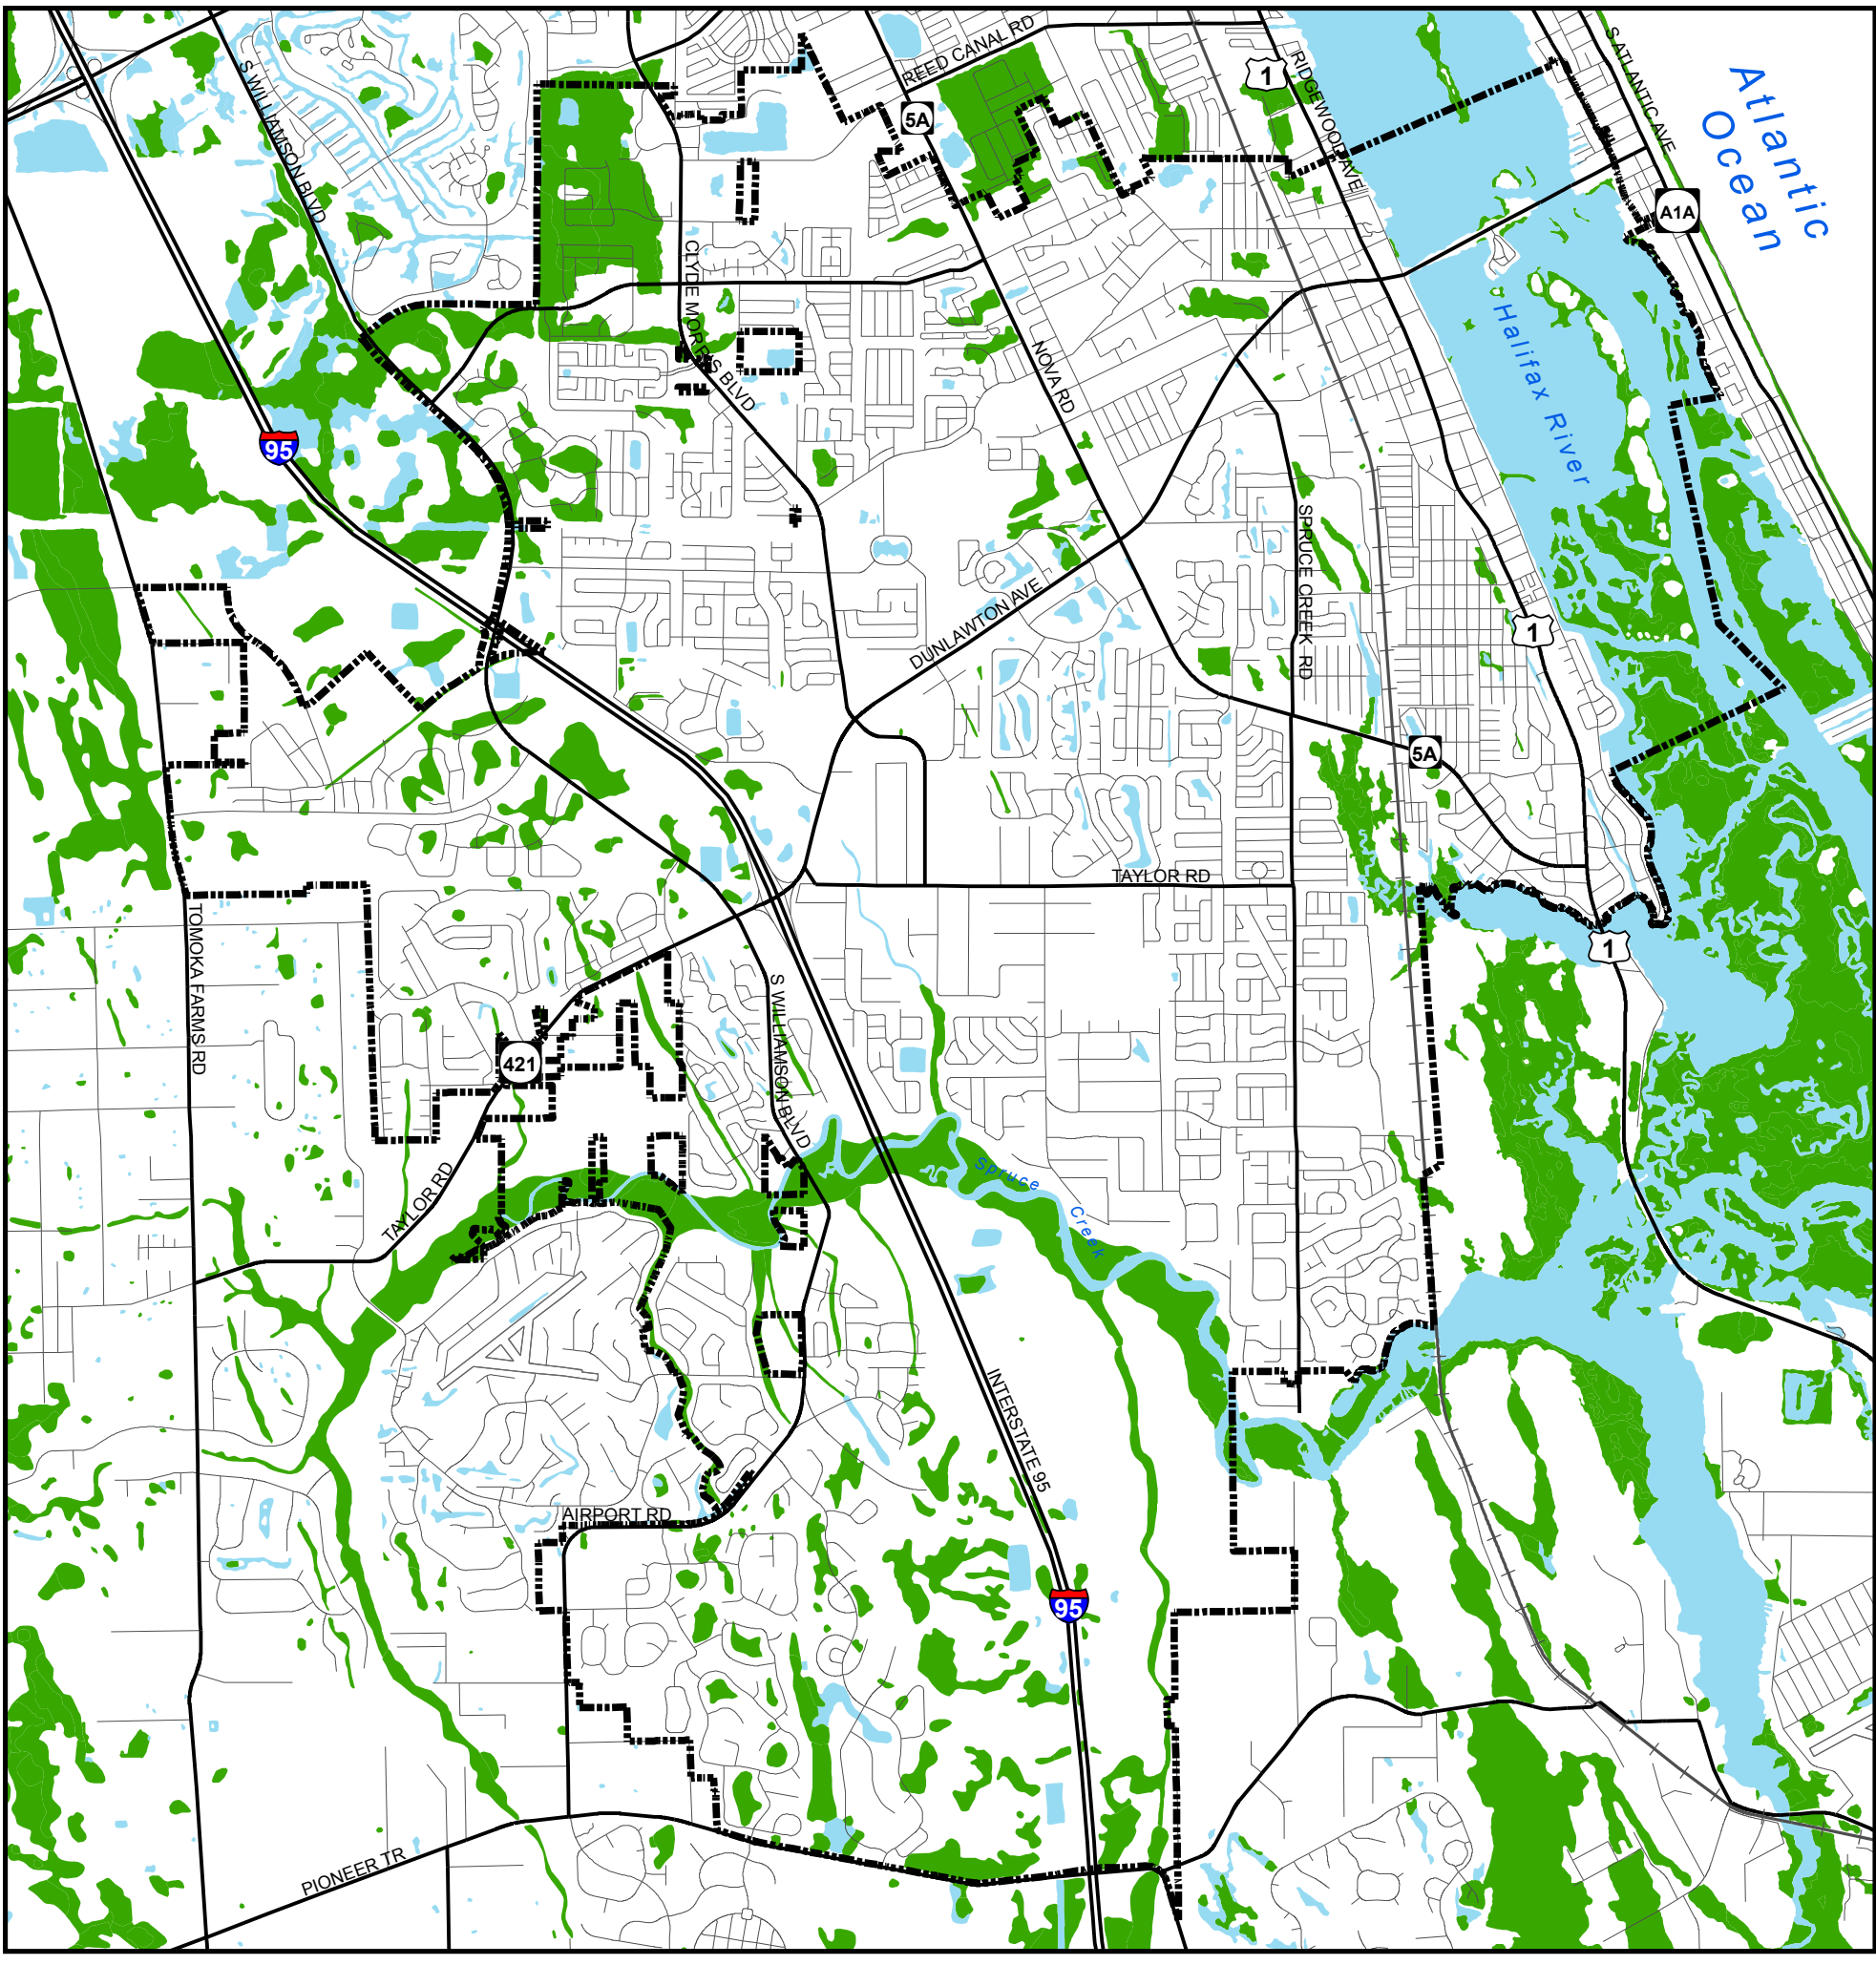 REED CANAL RD
S ATLANTIC AVE
Atlantic
Ocean
S WILLIAMSON BLVD
1
RIDGEWOOD AVE
5A
A1A
CLYDE MORRIS BLVD
Halifax River
NOVA RD
95
SPRUCE CREEK RD
DUNLAWTON AVE
1
5A
TAYLOR RD
TOMOKA FARMS RD
1
S WILLIAMSON BLVD
421
TAYLOR RD
Spruce
Creek
INTERSTATE 95
AIRPORT RD
95
PIONEER TR